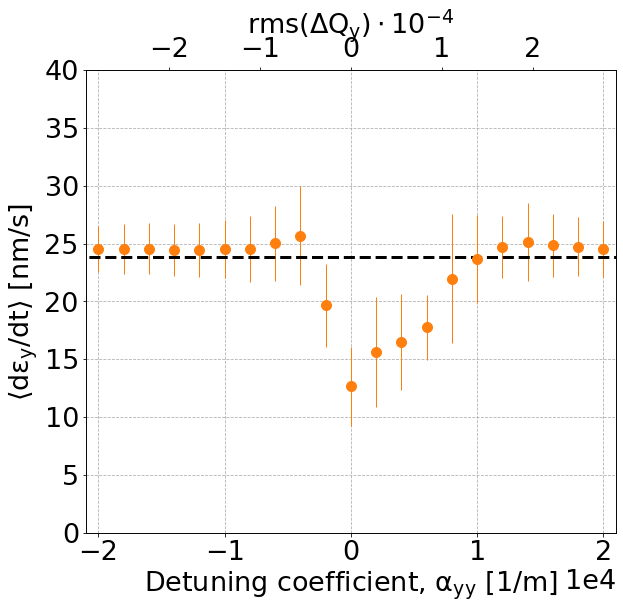 rms(ΔQy) · 10−4
−2 −1 0 1 2
40
35
30
25
20
15
10
5
0
⟨dεy/dt⟩ [nm/s]
−2 −1 0 1 2
Detuning coefficient, αyy [1/m] 1e4